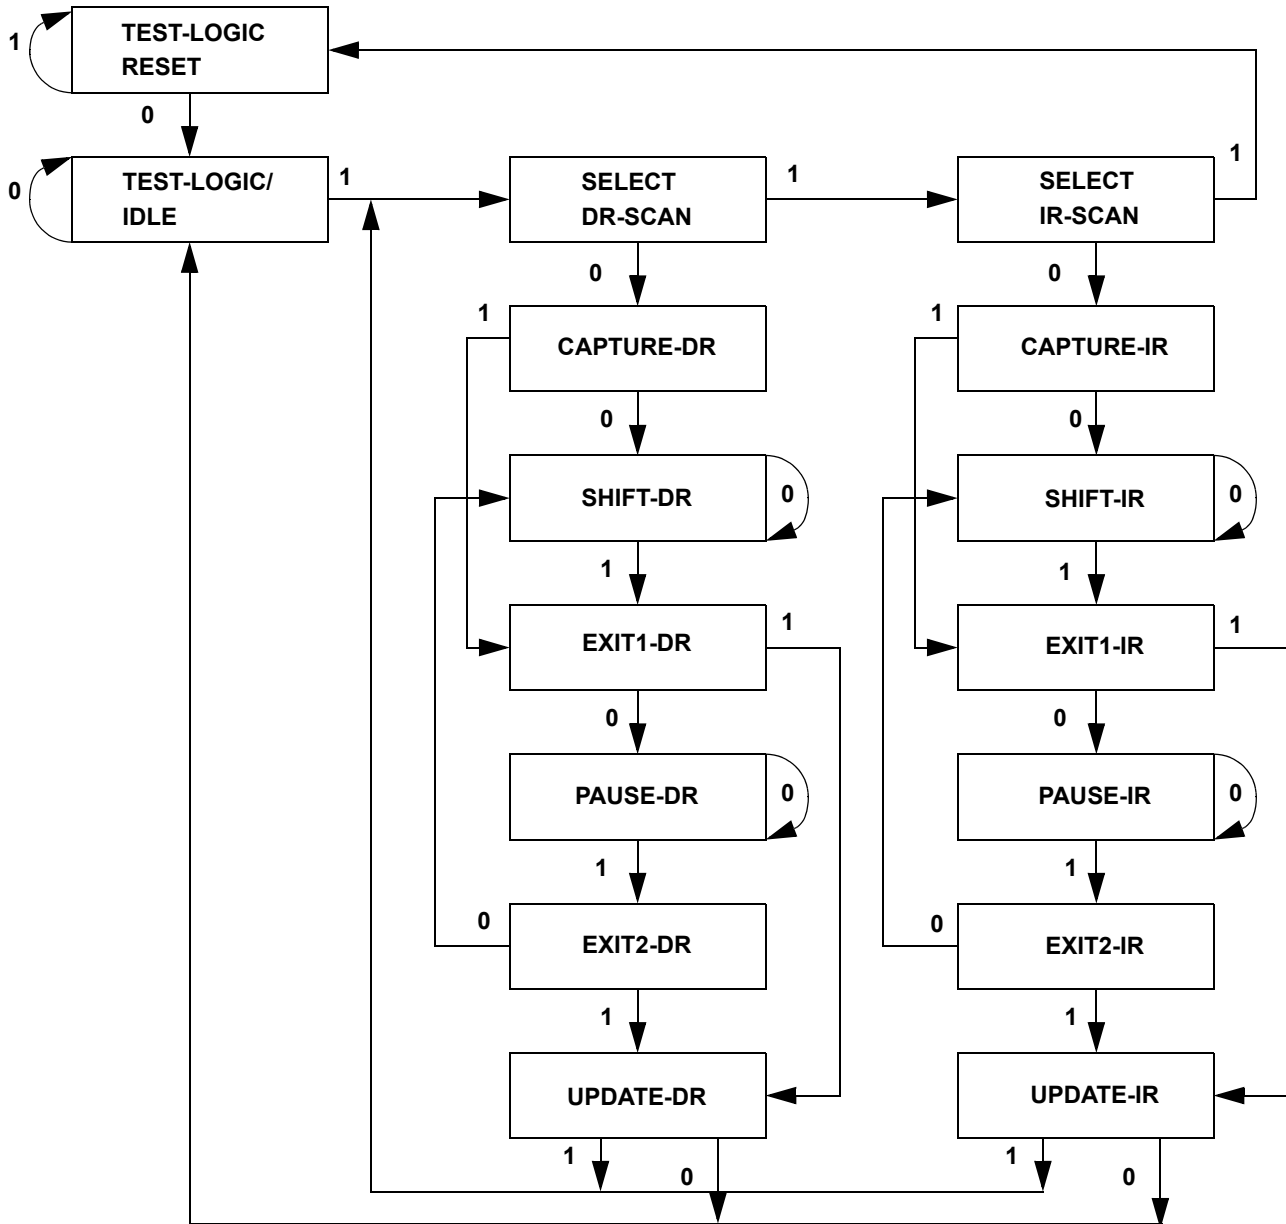 1
TEST-LOGIC
RESET
0
0
TEST-LOGIC/
IDLE
1
SELECT
DR-SCAN
1
SELECT
IR-SCAN
1
0
0
1
CAPTURE-DR
1
CAPTURE-IR
0
0
SHIFT-DR
0
SHIFT-IR
0
1
1
EXIT1-DR
1
EXIT1-IR
1
0
0
PAUSE-DR
0
PAUSE-IR
0
1
1
0
EXIT2-DR
0
EXIT2-IR
1
1
UPDATE-DR
UPDATE-IR
1
0
1
0